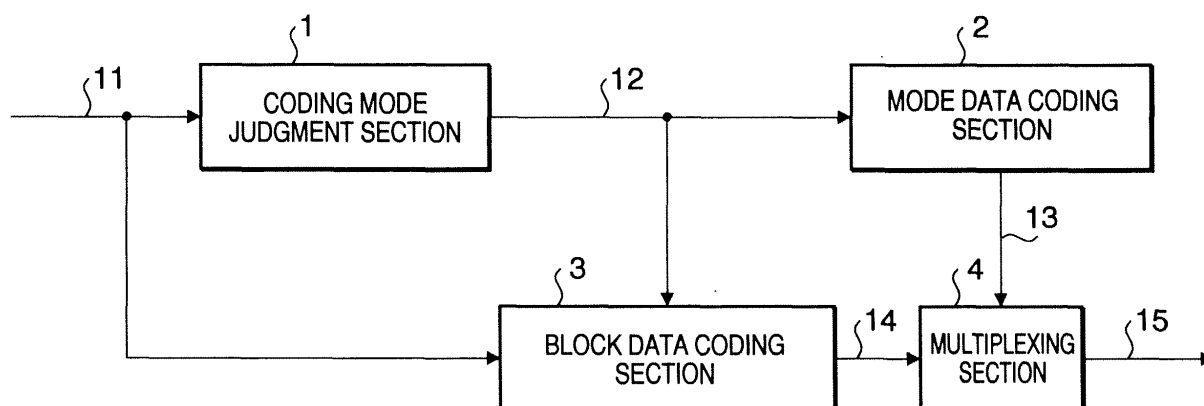 1
2
11
CODING MODE
JUDGMENT SECTION
12
MODE DATA CODING
SECTION
13
3
4
BLOCK DATA CODING
SECTION
14
MULTIPLEXING
SECTION
15